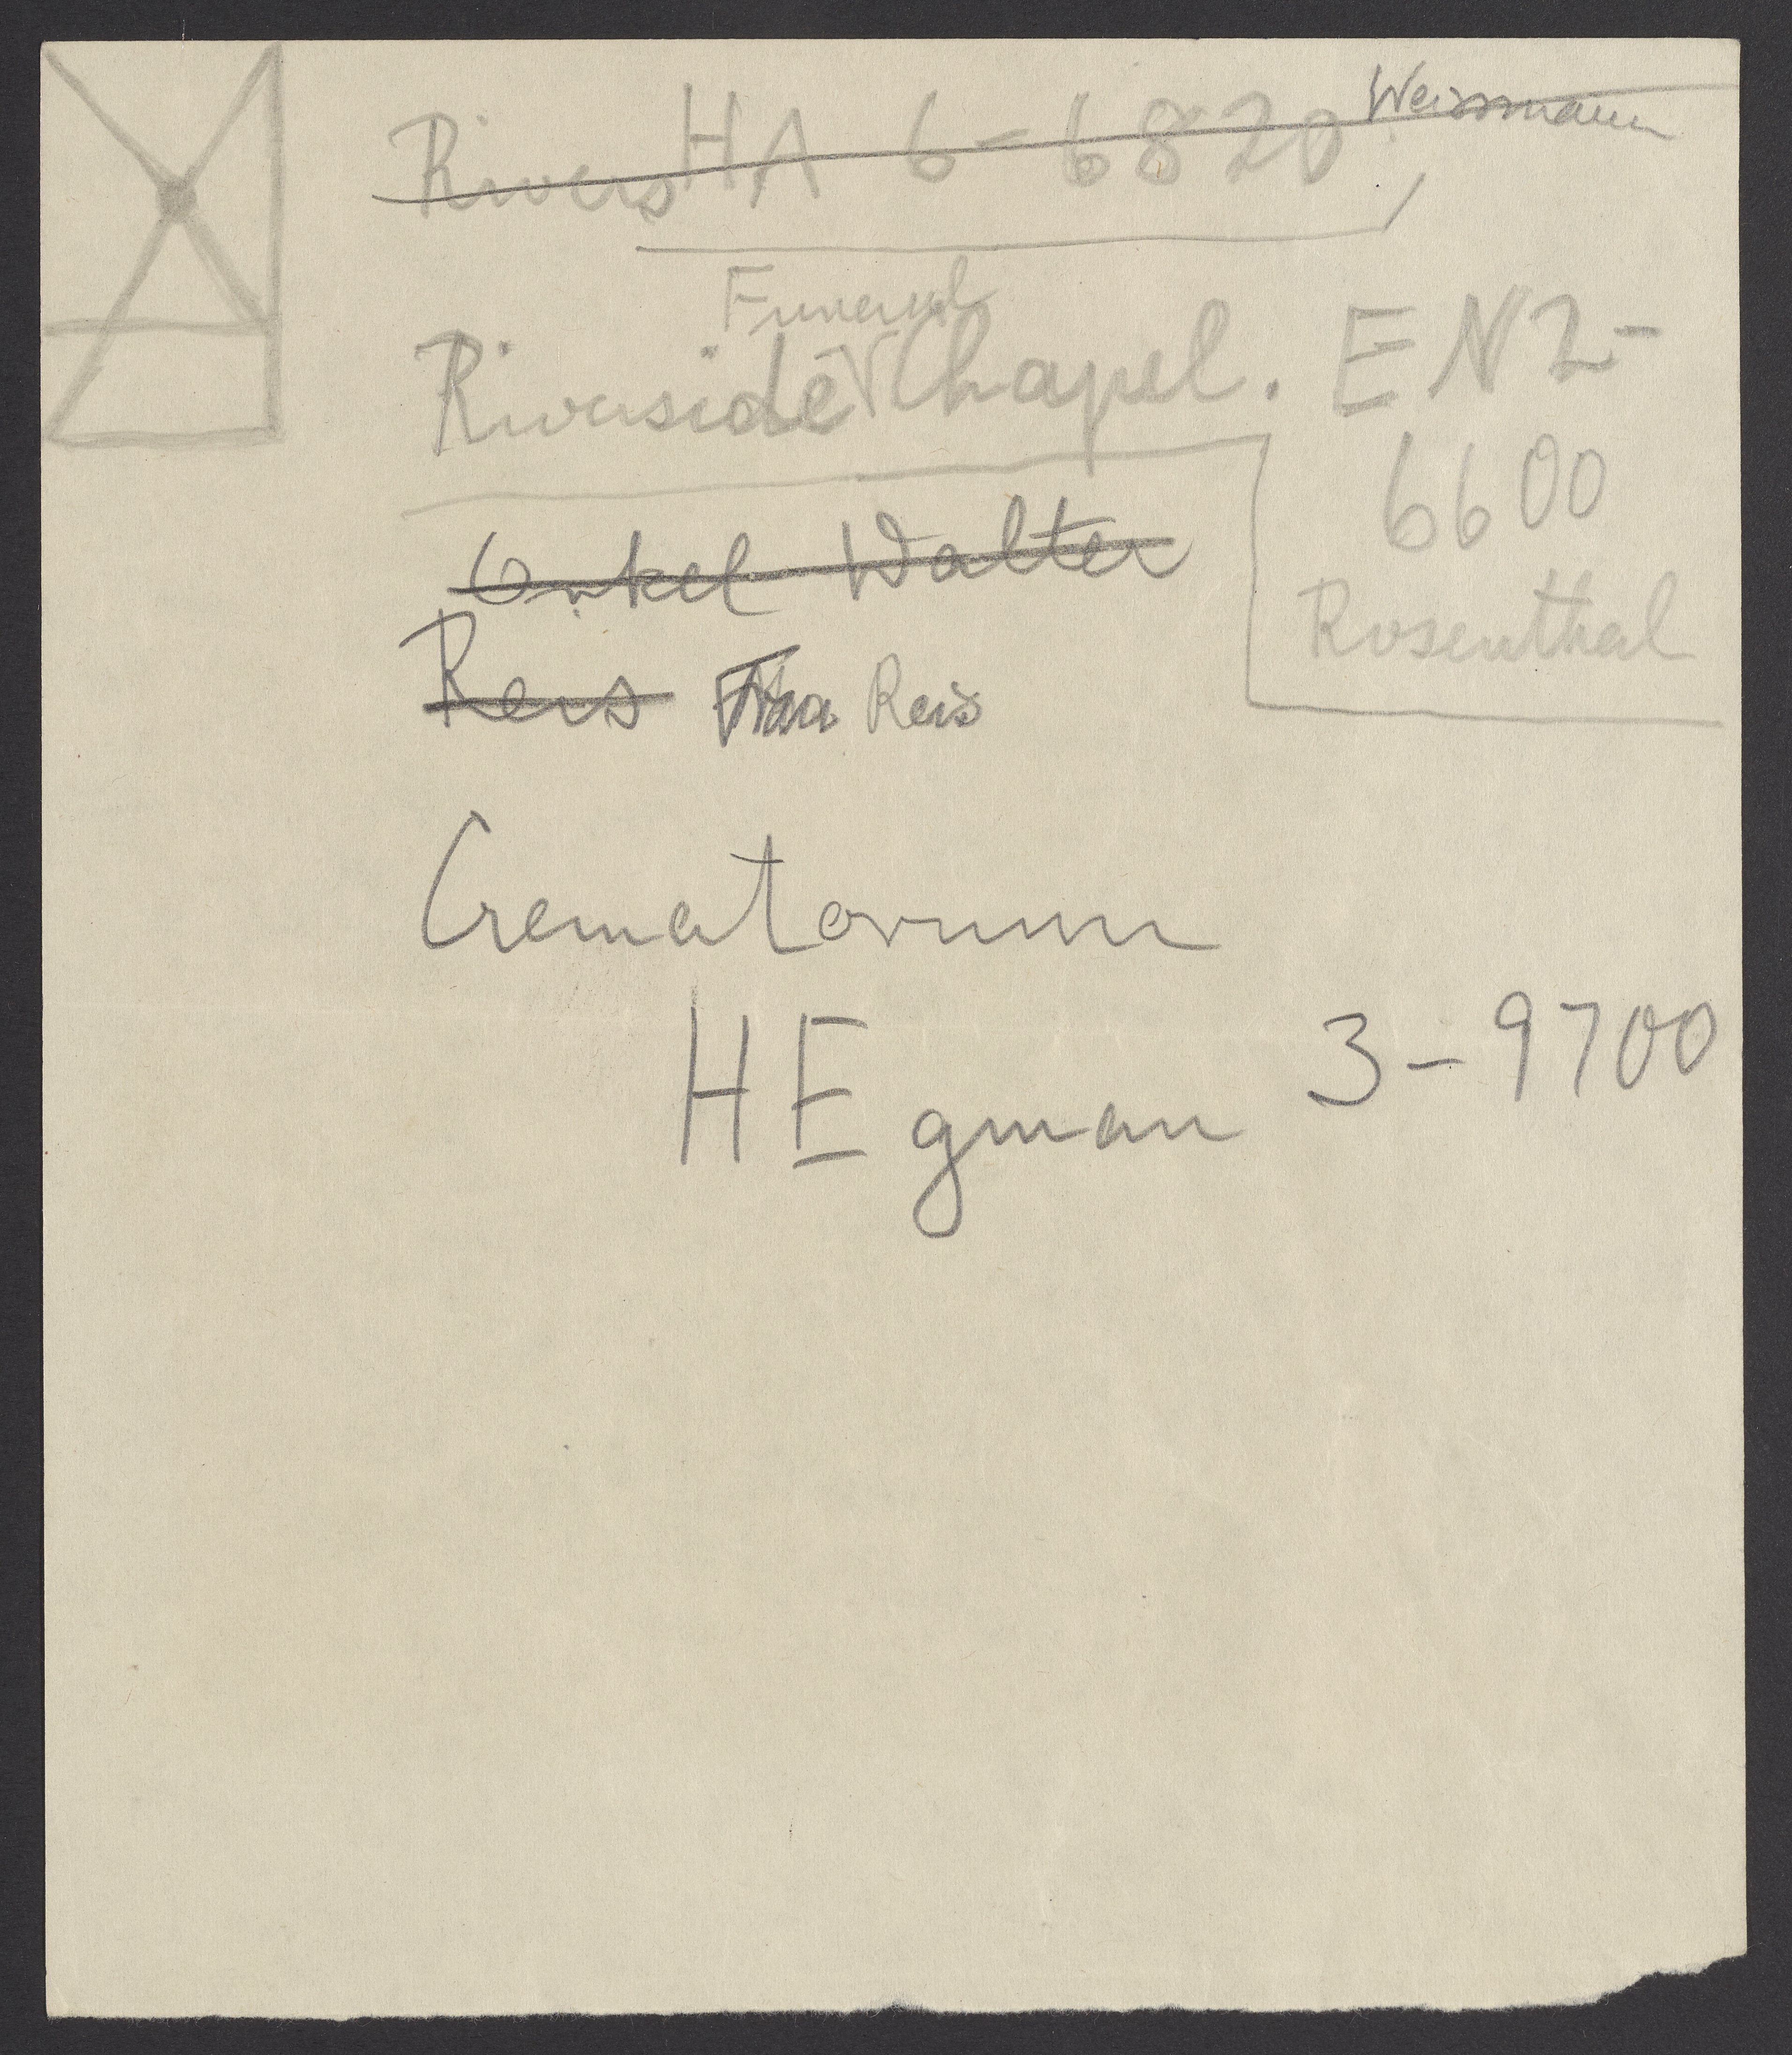 Weissmann
Rivers HA 6-6820
Funeral
Riverside Chapel. EN2-
6600
Rosenthal
Onkel Walter
Reis Reis
Crematorium
HEgman 3-9700